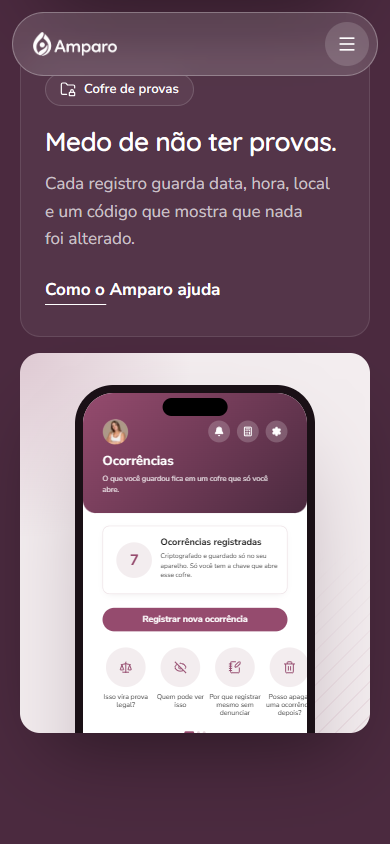 Amparo
Cofre de provas
Medo de não ter provas.
Cada registro guarda data, hora, local
e um código que mostra que nada
foi alterado.
Como o Amparo ajuda
Ocorrências
O que você guardou fica em um cofre que só você
abre.
7
Ocorrências registradas
Criptografado e guardado só no seu
aparelho. Só você tem a chave que abre
esse cofre.
Registrar nova ocorrência
Isso vira prova
legal?
Quem pode ver
isso
Por que registrar
mesmo sem
denunciar
Posso apaga
uma ocorrênc
depois?